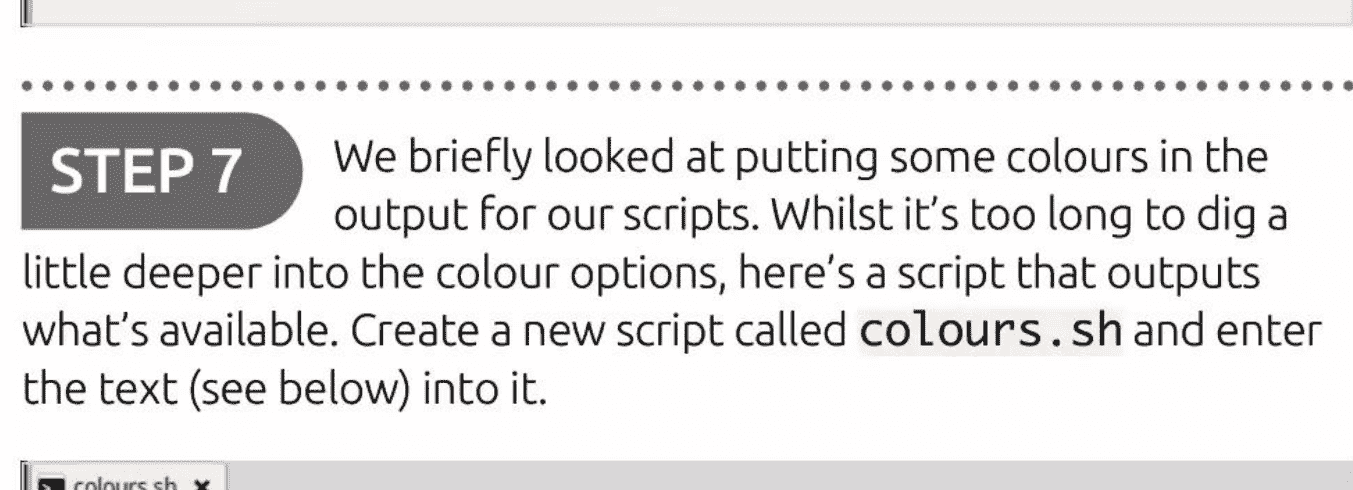 STEP 7
We briefly looked at putting some colours in the
output for our scripts. Whilst it’s too long to dig a
little deeper into the colour options, here’s a script that outputs
what’s available. Create a new script called colours.sh and enter
the text (see below) into it.
colours.sh